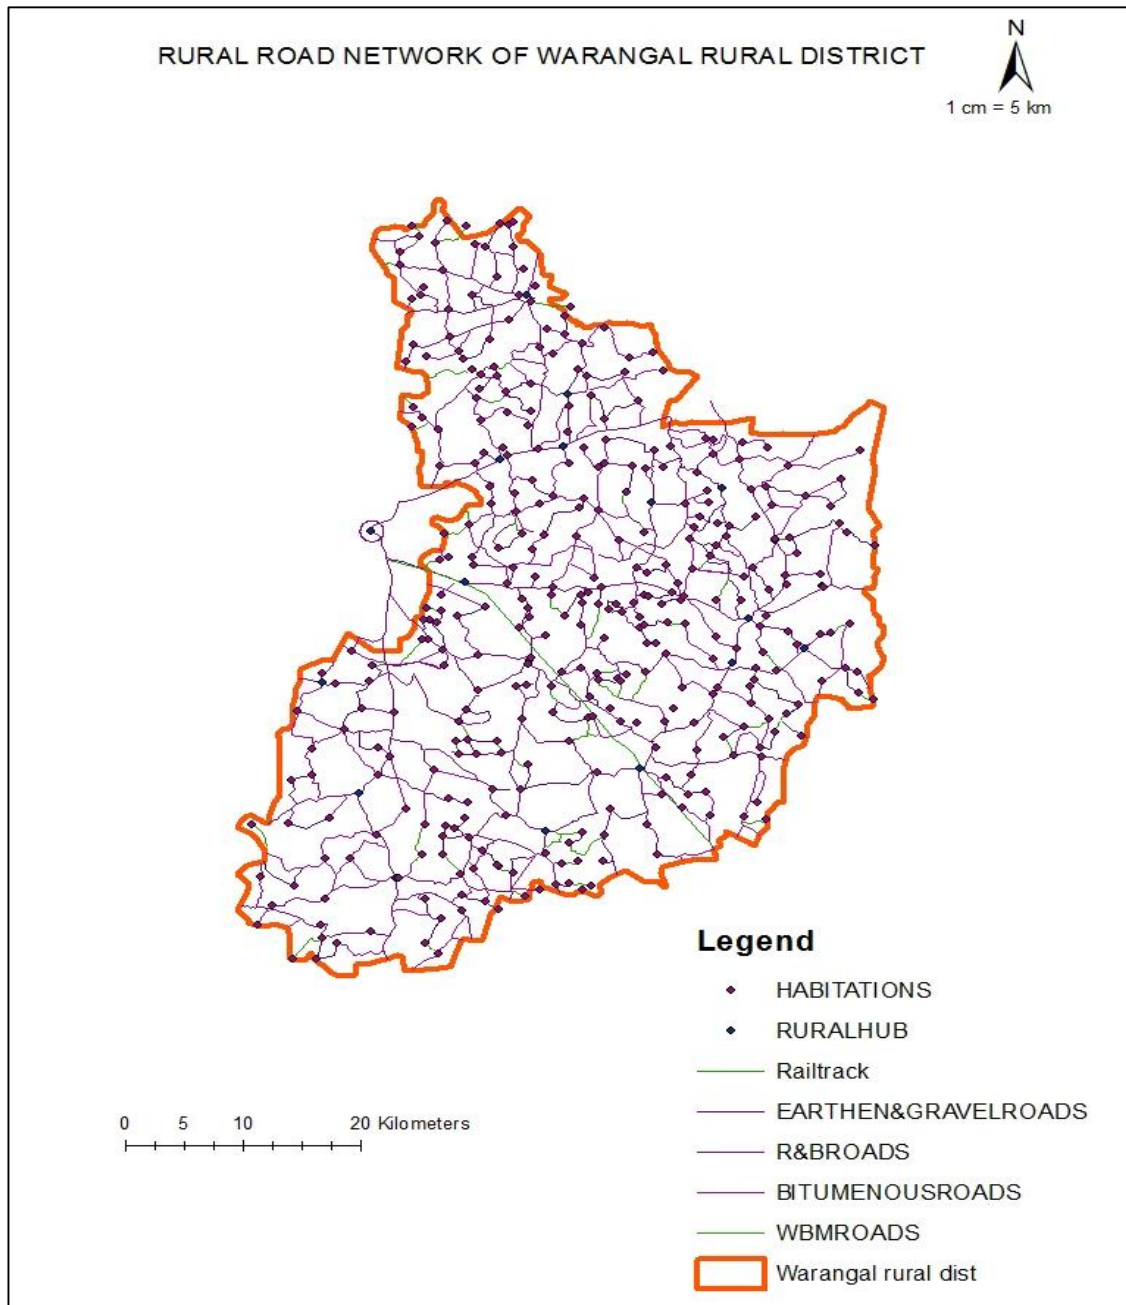 N
RURAL ROAD NETWORK OF WARANGAL RURAL DISTRICT
1 cm = 5 km
Legend
HABITATIONS
RURALHUB
Railtrack
EARTHEN&GRAVELROADS
R&BROADS
BITUMENOUSROADS
WBMROADS
Warangal rural dist
0 5 10 20 Kilometers